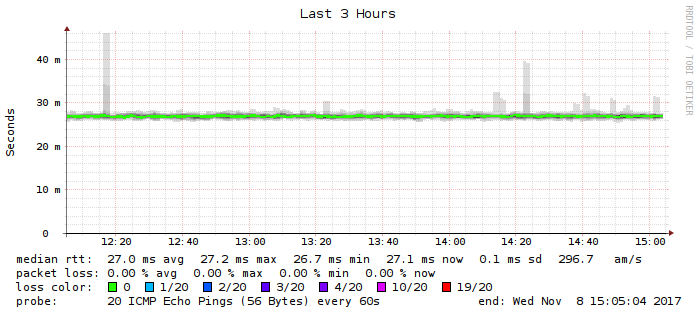 Last 3 Hours
RRDTOOL / TOBI OETIKER
Seconds
40 m
30 m
20 m
10 m
0
12:20 12:40 13:00 13:20 13:40 14:00 14:20 14:40 15:00
median rtt: 27.0 ms avg 27.2 ms max 26.7 ms min 27.1 ms now 0.1 ms sd 296.7 am/s
packet loss: 0.00 % avg 0.00 % max 0.00 % min 0.00 % now
loss color: 0 1/20 2/20 3/20 4/20 10/20 19/20
probe: 20 ICMP Echo Pings (56 Bytes) every 60s end: Wed Nov 8 15:05:04 2017